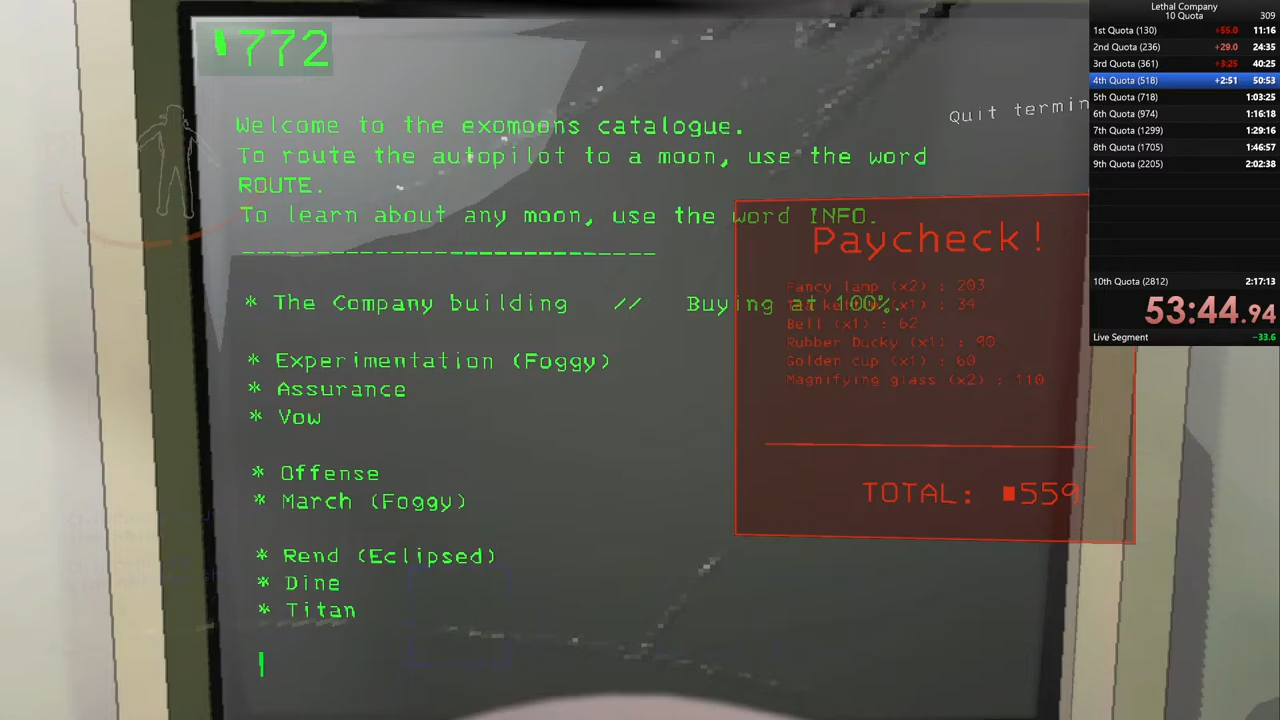 Lethal Company
10 Quota 309
1st Quota (130) +55.0 11:16
2nd Quota (236) +29.0 24:35
3rd Quota (361) +3:25 40:25
4th Quota (518) +2:51 50:53
5th Quota (718) 1:03:25
6th Quota (974) 1:16:18
7th Quota (1299) 1:29:16
8th Quota (1705) 1:46:57
9th Quota (2205) 2:02:38
10th Quota (2812) 2:17:13
53:44.94
Live Segment -33.6
772
Quit termin
Welcome to the exomoons catalogue.
To route the autopilot to a moon, use the word
ROUTE.
To learn about any moon, use the word INFO.
* The Company building // Buying at 100%.
* Experimentation (Foggy)
* Assurance
* Vow
* Offense
* March (Foggy)
* Rend (Eclipsed)
* Dine
* Titan
Paycheck!
Fancy lamp (x2) : 203
kettle (x1) : 34
Bell (x1) : 62
Rubber Ducky (x1) : 90
Golden cup (x1) : 60
Magnifying glass (x2) : 110
TOTAL: 559